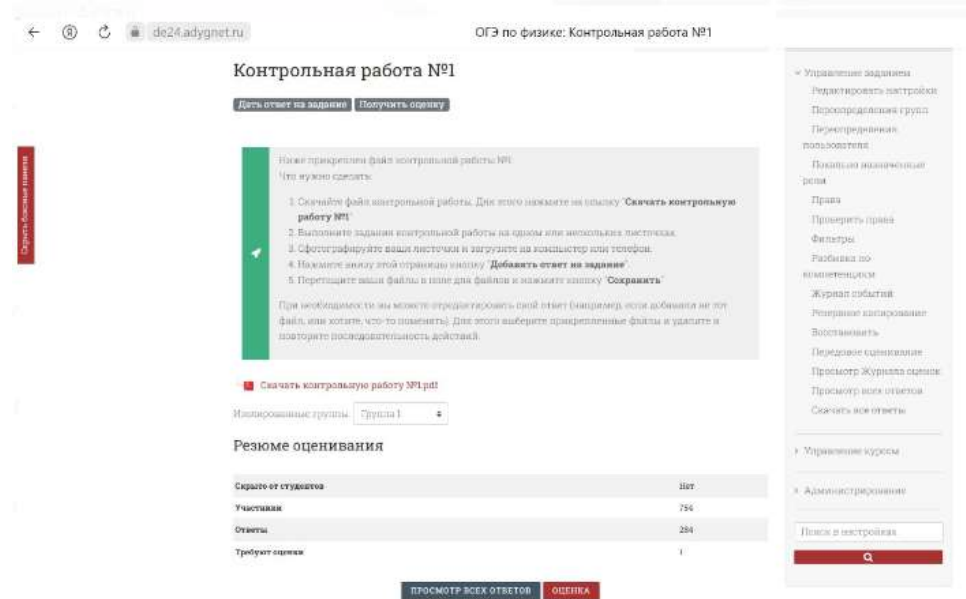 de24.adygnet.ru
ОГЭ по физике: Контрольная работа №1
Контрольная работа №1
Дать ответ на задание Получить оценку
Скрыть боковые панели
Ниже прикреплен файл контрольной работы №1
Что нужно сделать:
1. Скачайте файл контрольной работы. Для этого нажмите на ссылку "Скачать контрольную
работу №1"
2. Выполните задания контрольной работы на одном или нескольких листочках.
3. Сфотографируйте ваши листочки и загрузите на компьютер или телефон.
4. Нажмите внизу этой страницы кнопку "Добавить ответ на задание".
5. Перетащите ваши файлы в поле для файлов и нажмите кнопку "Сохранить"
При необходимости вы можете отредактировать свой ответ (например, если добавили не тот
файл, или хотите, что-то поменять). Для этого выберите прикрепленные файлы и удалите и
повторите последовательность действий.
Скачать контрольную работу №1.pdf
Изолированные группы Группа 1
Резюме оценивания
Скрыто от студентов Нет
Участники 754
Ответы 284
Требуют оценки 1
ПРОСМОТР ВСЕХ ОТВЕТОВ ОЦЕНКА
Управление заданием
Редактировать настройки
Переопределения групп
Переопределения
пользователя
Локально назначенные
роли
Права
Проверить права
Фильтры
Разбивка по
компетенциям
Журнал событий
Резервное копирование
Восстановить
Передовое оценивание
Просмотр Журнала оценок
Просмотр всех ответов
Скачать все ответы
Управление курсом
Администрирование
Поиск в настройках